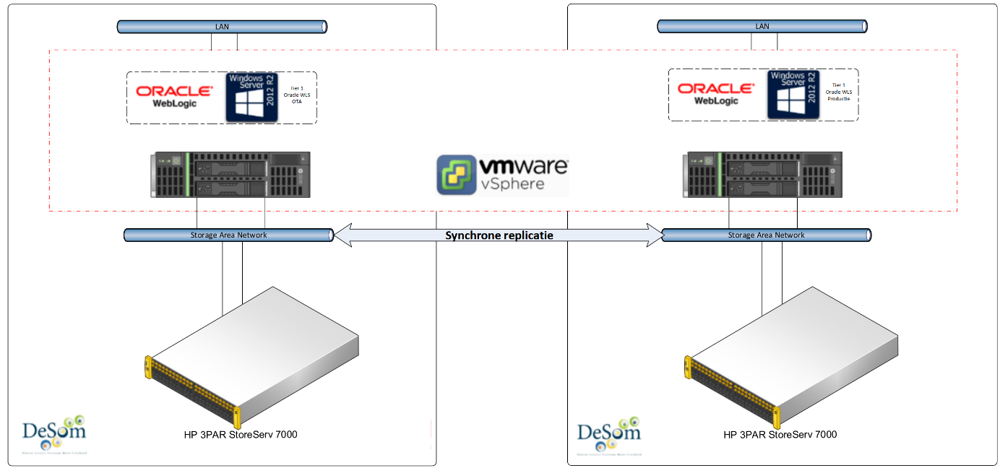 LAN
ORACLE
WebLogic
Windows
Server
2012 R2
Tier 1
Oracle WLS
OTA
Storage Area Network
HP 3PAR StoreServ 7000
DeSom
vmware
vSphere
Synchrone replicatie
LAN
ORACLE
WebLogic
Windows
Server
2012 R2
Tier 1
Oracle WLS
Productie
Storage Area Network
HP 3PAR StoreServ 7000
DeSom